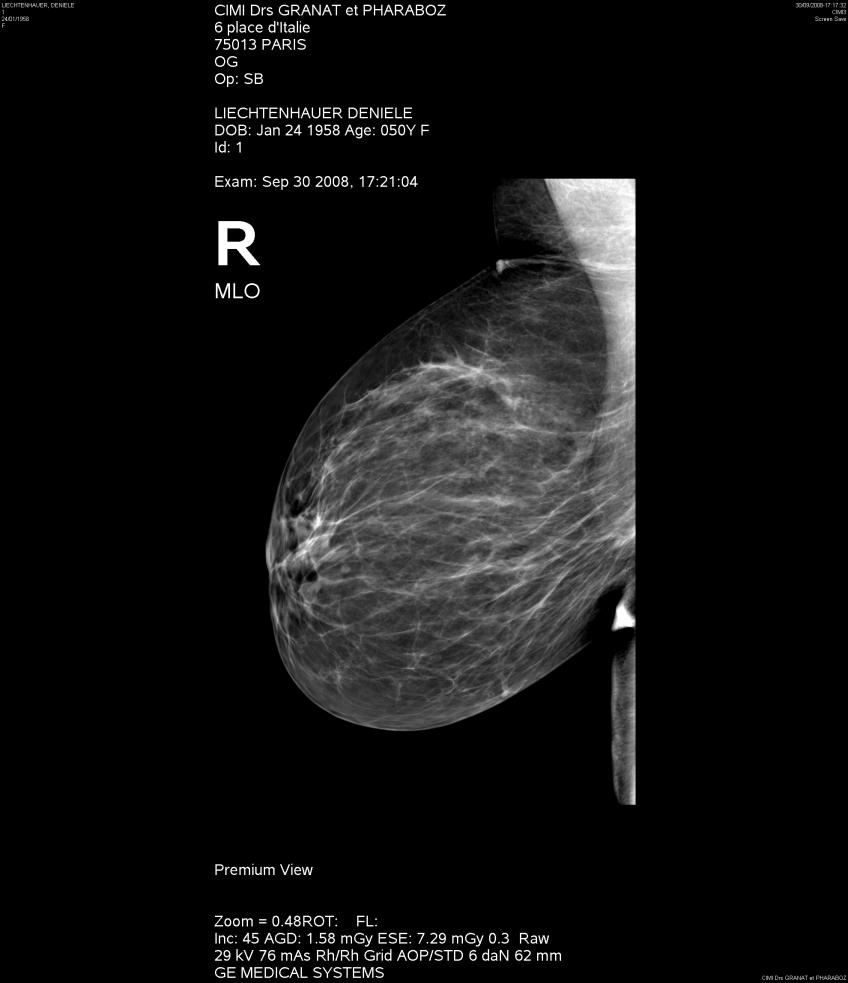 LIECHTENHAUER, DENIELE
1
24/01/1958
F
30/09/2008-17:17:32
CIMI3
Screen Save
CIMI Drs GRANAT et PHARABOZ
6 place d'Italie
75013 PARIS
OG
Op: SB
LIECHTENHAUER DENIELE
DOB: Jan 24 1958 Age: 050Y F
Id: 1
Exam: Sep 30 2008, 17:21:04
R
MLO
Premium View
Zoom = 0.48ROT: FL:
Inc: 45 AGD: 1.58 mGy ESE: 7.29 mGy 0.3 Raw
29 kV 76 mAs Rh/Rh Grid AOP/STD 6 daN 62 mm
GE MEDICAL SYSTEMS
CIMI Drs GRANAT et PHARABOZ